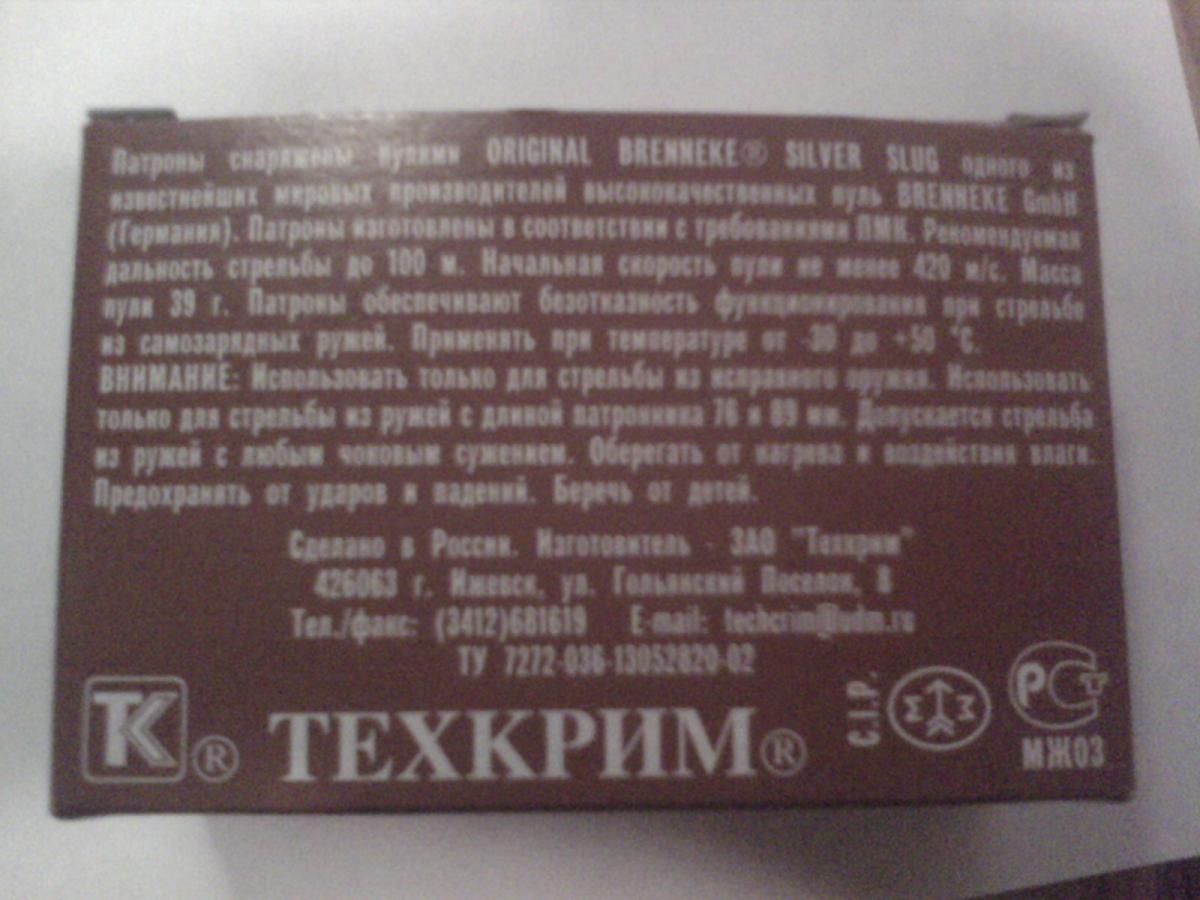 Патроны снаряжены пулями ORIGINAL BRENNEKE® SILVER SLUG одного из
известнейших мировых производителей высококачественных пуль BRENNEKE GmbH
(Германия). Патроны изготовлены в соответствии с требованиями ПМК. Рекомендуемая
дальность стрельбы до 100 м. Начальная скорость пули не менее 420 м/с. Масса
пули 39 г. Патроны обеспечивают безотказность функционирования при стрельбе
из самозарядных ружей. Применять при температуре от -30 до +50 °С.
ВНИМАНИЕ: Использовать только для стрельбы из исправного оружия. Использовать
только для стрельбы из ружей с длиной патронника 76 и 89 мм. Допускается стрельба
из ружей с любым чоковым сужением. Оберегать от нагрева и воздействия влаги.
Предохранять от ударов и падений. Беречь от детей.
Сделано в России. Изготовитель - ЗАО "Техкрим"
426063 г. Ижевск, ул. Гольянский Поселок, 8
Тел./факс: (3412)681619 E-mail: techcrim@udm.ru
ТУ 7272-036-13052820-02
ТК® ТЕХКРИМ®
C.I.P.
РСТ
МЖ03